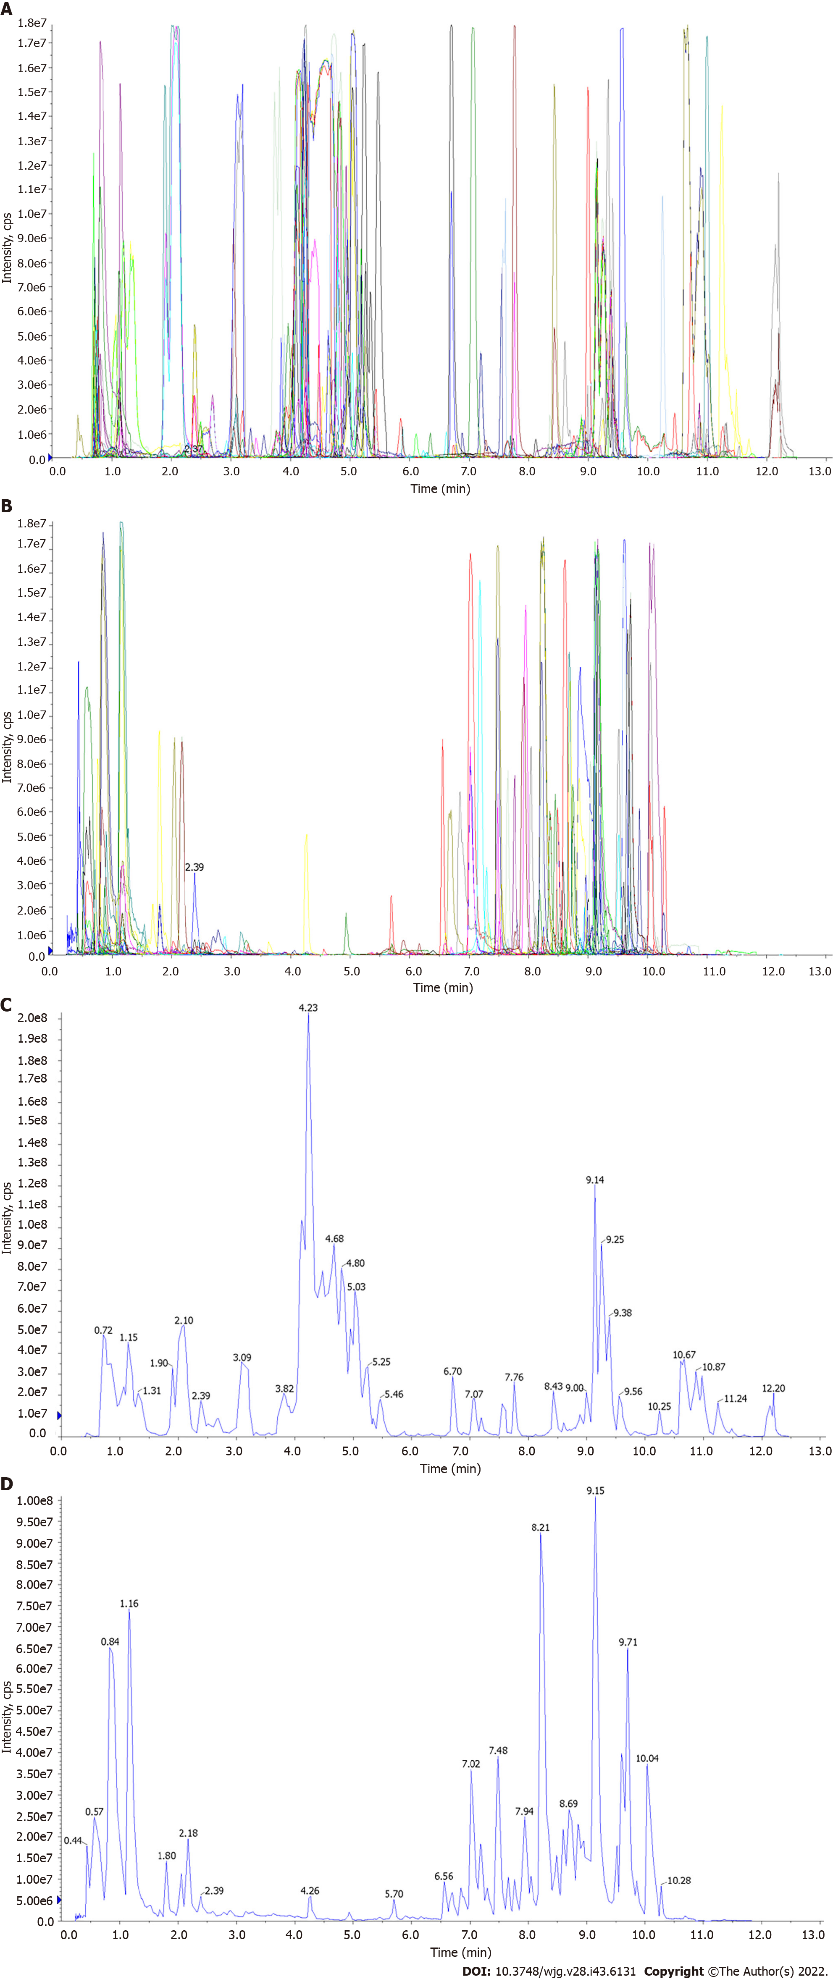 A
1.8e7
1.7e7
1.6e7
1.5e7
1.4e7
1.3e7
1.2e7
1.1e7
1.0e7
9.0e6
8.0e6
7.0e6
6.0e6
5.0e6
4.0e6
3.0e6
2.0e6
1.0e6
0.0
Intensity, cps
2.37
0.0 1.0 2.0 3.0 4.0 5.0 6.0 7.0 8.0 9.0 10.0 11.0 12.0 13.0
Time (min)
B
1.8e7
1.7e7
1.6e7
1.5e7
1.4e7
1.3e7
1.2e7
1.1e7
1.0e7
9.0e6
8.0e6
7.0e6
6.0e6
5.0e6
4.0e6
3.0e6
2.0e6
1.0e6
0.0
Intensity, cps
2.39
0.0 1.0 2.0 3.0 4.0 5.0 6.0 7.0 8.0 9.0 10.0 11.0 12.0 13.0
Time (min)
C
2.0e8
1.9e8
1.8e8
1.7e8
1.6e8
1.5e8
1.4e8
1.3e8
1.2e8
1.1e8
1.0e8
9.0e7
8.0e7
7.0e7
6.0e7
5.0e7
4.0e7
3.0e7
2.0e7
1.0e7
0.0
Intensity, cps
0.72 1.15 1.31 1.90 2.10 2.39 3.09 3.82 4.23 4.68 4.80 5.03 5.25 5.46 6.70 7.07 7.76 8.43 9.00 9.14 9.25 9.38 9.56 10.25 10.67 10.87 11.24 12.20
0.0 1.0 2.0 3.0 4.0 5.0 6.0 7.0 8.0 9.0 10.0 11.0 12.0 13.0
Time (min)
D
1.00e8
9.50e7
9.00e7
8.50e7
8.00e7
7.50e7
7.00e7
6.50e7
6.00e7
5.50e7
5.00e7
4.50e7
4.00e7
3.50e7
3.00e7
2.50e7
2.00e7
1.50e7
1.00e7
5.00e6
0.0
Intensity, cps
0.44 0.57 0.84 1.16 1.80 2.18 2.39 4.26 5.70 6.56 7.02 7.48 7.94 8.21 8.69 9.15 9.71 10.04 10.28
0.0 1.0 2.0 3.0 4.0 5.0 6.0 7.0 8.0 9.0 10.0 11.0 12.0 13.0
Time (min)
DOI: 10.3748/wjg.v28.i43.6131 Copyright ©The Author(s) 2022.